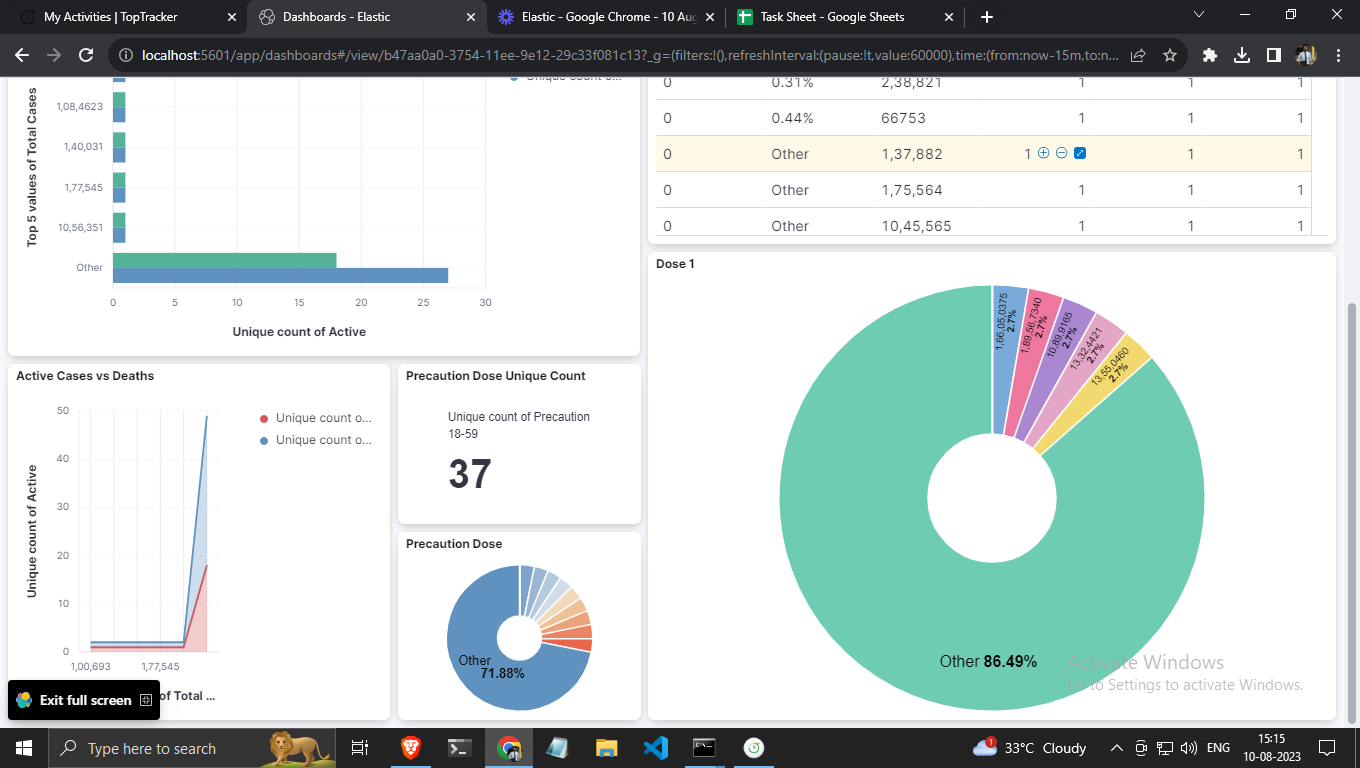 My Activities | TopTracker
Dashboards - Elastic
Elastic - Google Chrome - 10 Aug
Task Sheet - Google Sheets
localhost:5601/app/dashboards#/view/b47aa0a0-3754-11ee-9e12-29c33f081c13?_g=(filters:!(),refreshInterval:(pause:!t,value:60000),time:(from:now-15m,to:n...
Top 5 values of Total Cases
1,08,4623
1,40,031
1,77,545
10,56,351
Other
0 5 10 15 20 25 30
Unique count of Active
0 0.31% 2,38,821 1 1 1
0 0.44% 66753 1 1 1
0 Other 1,37,882 1 1 1
0 Other 1,75,564 1 1 1
0 Other 10,45,565 1 1 1
Active Cases vs Deaths
Unique count of Active
50
40
30
20
10
0
1,00,693 1,77,545
of Total ...
Unique count o...
Unique count o...
Precaution Dose Unique Count
Unique count of Precaution
18-59
37
Precaution Dose
Other
71.88%
Dose 1
1,66,05,0375
2.7%
1,89,56,7340
2.7%
10,89,9165
2.7%
13,32,4421
2.7%
13,55,0460
2.7%
Other 86.49%
Activate Windows
Go to Settings to activate Windows.
Exit full screen
Type here to search
1
33°C Cloudy
ENG
15:15
10-08-2023